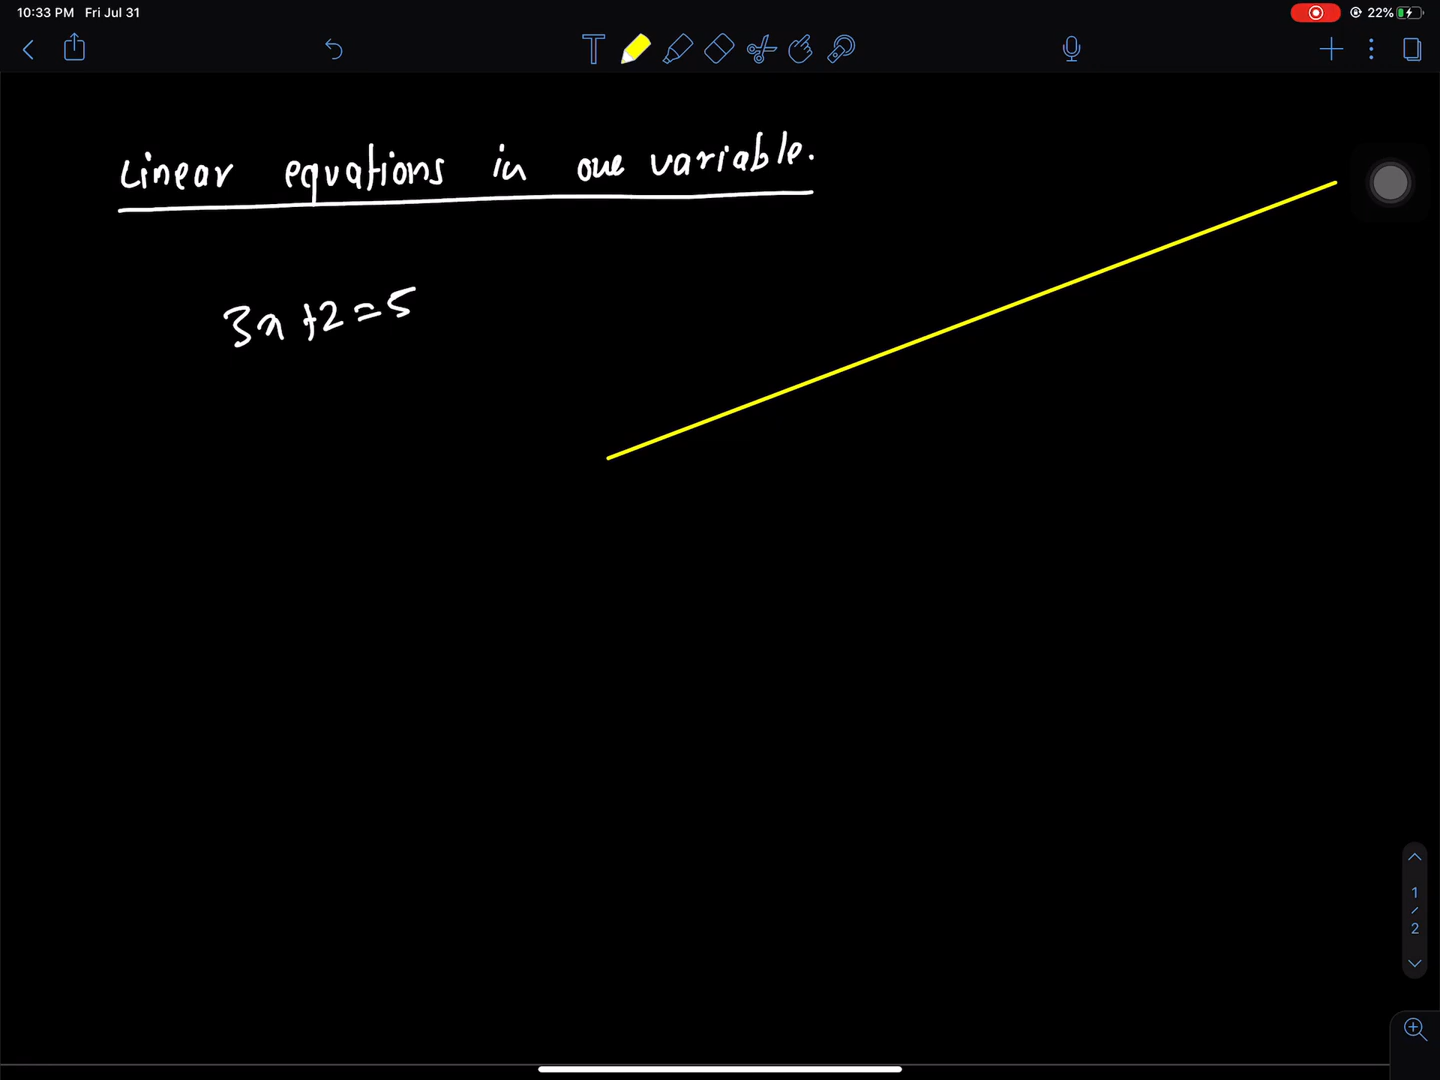 10:33 PM Fri Jul 31
22%
Linear equations in one variable.
3x+2=5
1
/
2